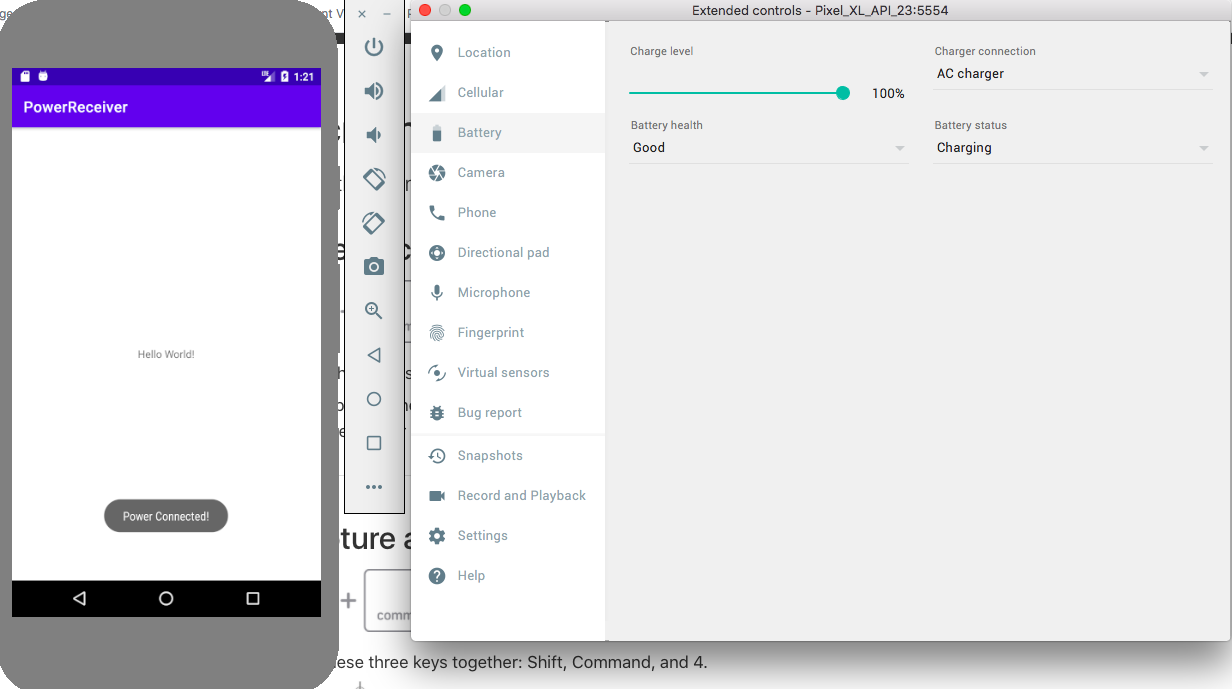 Extended controls - Pixel_XL_API_23:5554
1:21
PowerReceiver
Hello World!
Power Connected!
Location
Cellular
Battery
Camera
Phone
Directional pad
Microphone
Fingerprint
Virtual sensors
Bug report
Snapshots
Record and Playback
Settings
Help
Charge level
100%
Charger connection
AC charger
Battery health
Good
Battery status
Charging
ture a
+
comm
ese three keys together: Shift, Command, and 4.